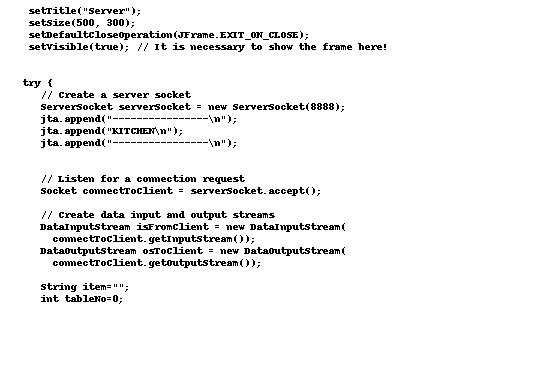 setTitle("Server");
setSize(500, 300);
setDefaultCloseOperation(JFrame.EXIT_ON_CLOSE);
setVisible(true); // It is necessary to show the frame here!
try {
// Create a server socket
ServerSocket serverSocket = new ServerSocket(8888);
jta.append("----------------\n");
jta.append("KITCHEN\n");
jta.append("----------------\n");
// Listen for a connection request
Socket connectToClient = serverSocket.accept();
// Create data input and output streams
DataInputStream isFromClient = new DataInputStream(
connectToClient.getInputStream());
DataOutputStream osToClient = new DataOutputStream(
connectToClient.getOutputStream());
String item="";
int tableNo=0;